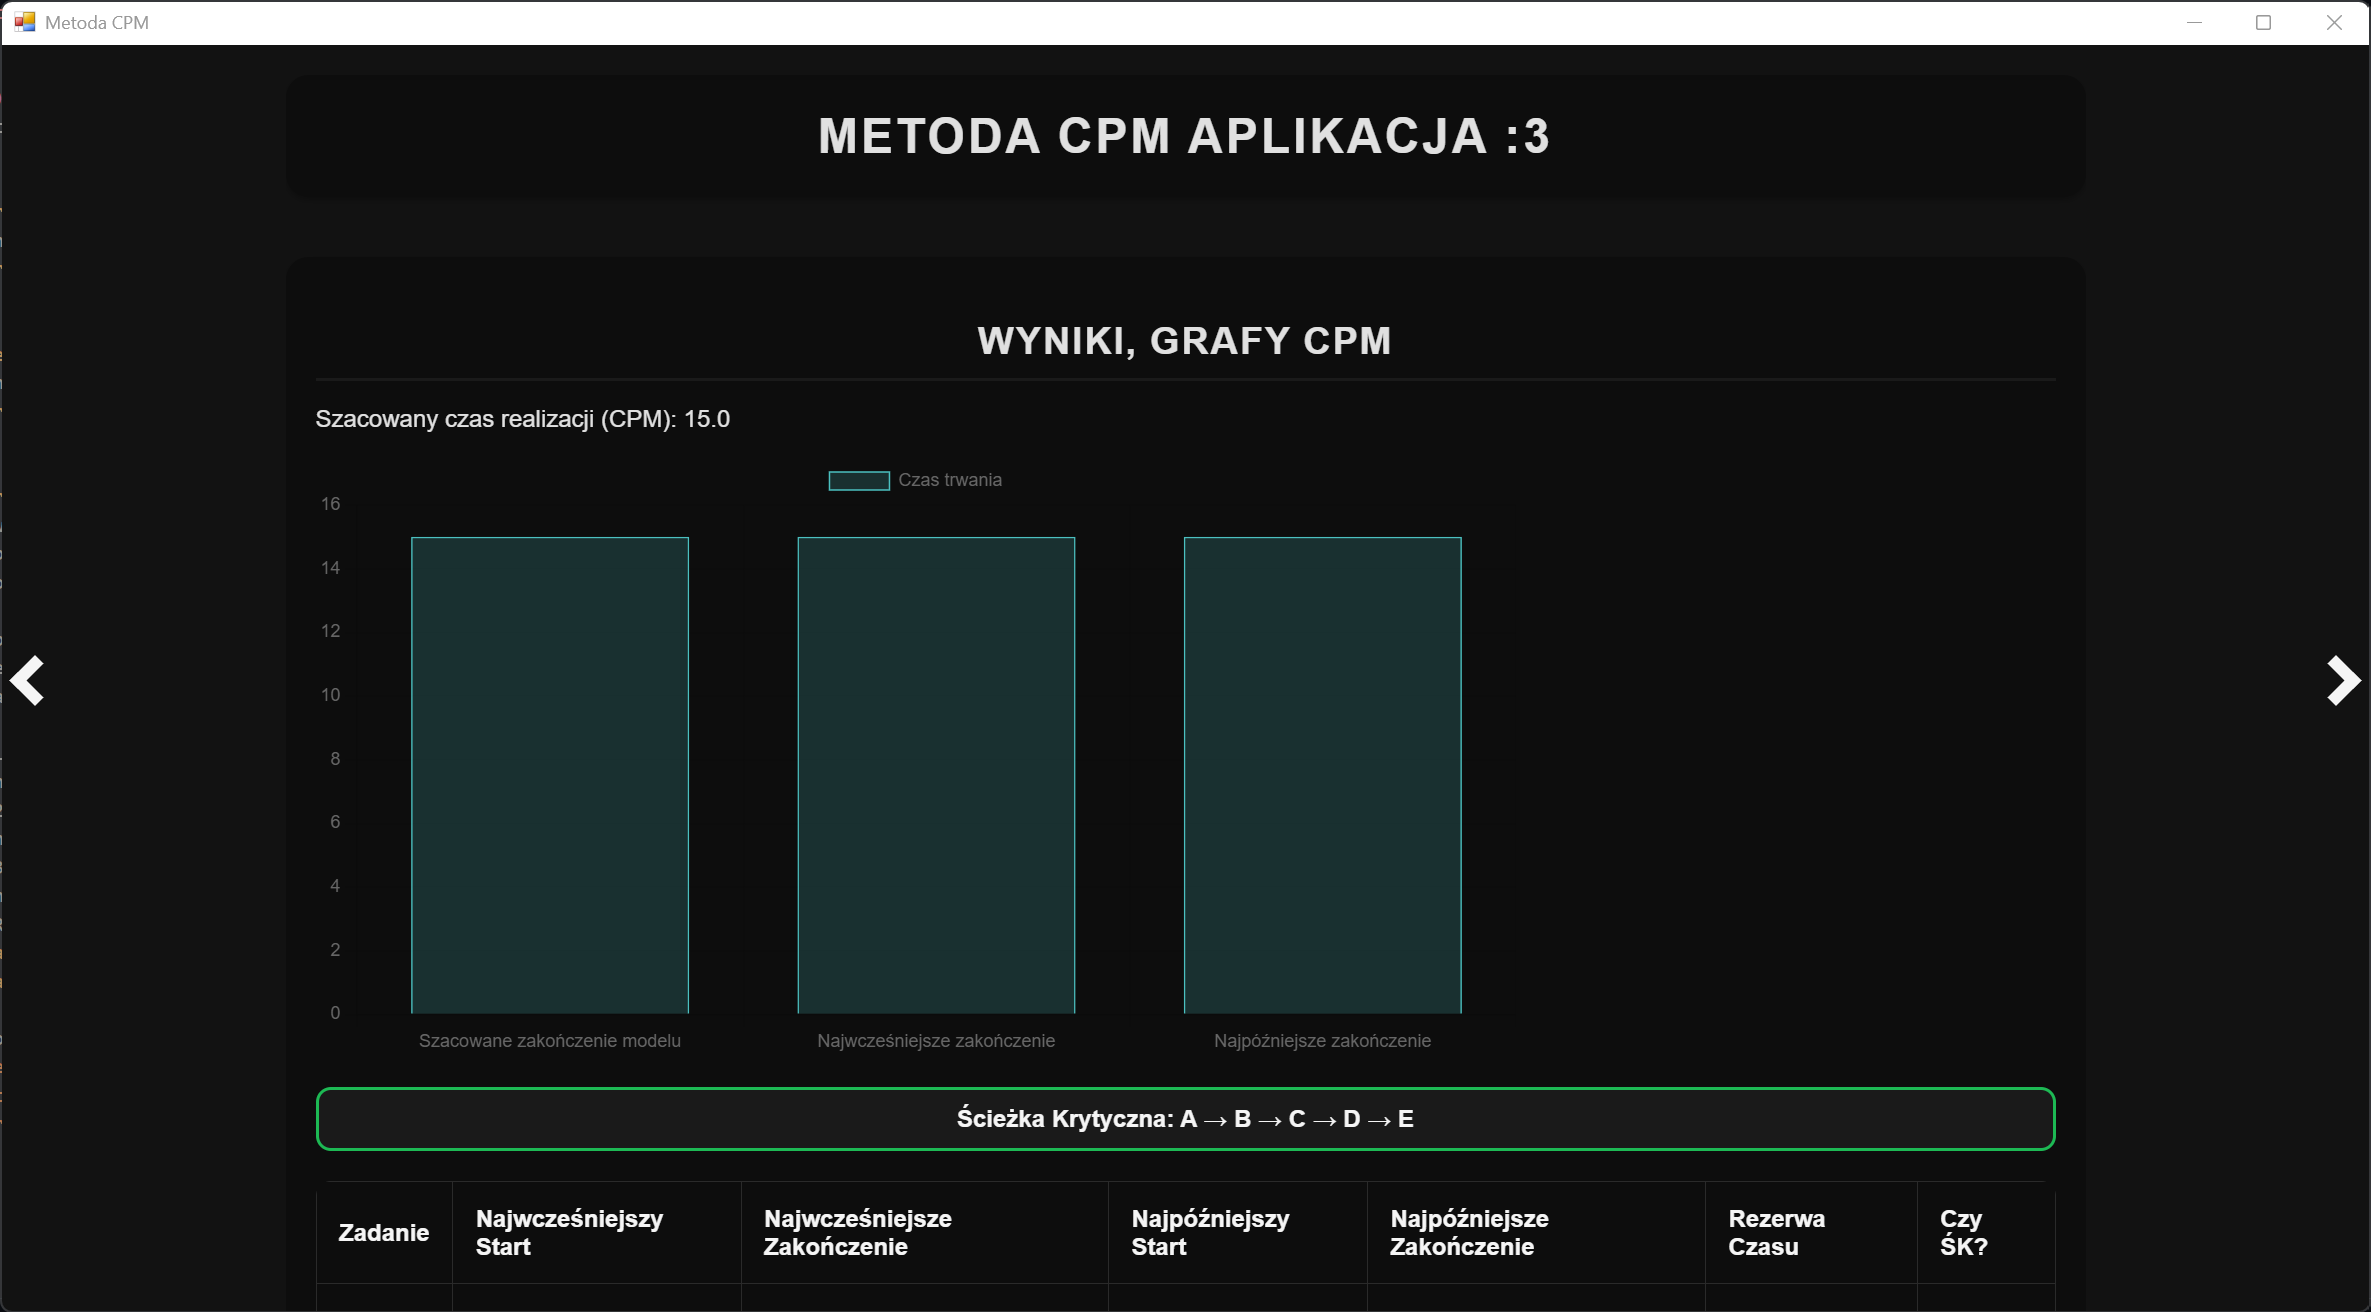 Metoda CPM
METODA CPM APLIKACJA :3
WYNIKI, GRAFY CPM
Szacowany czas realizacji (CPM): 15.0
Czas trwania
16
14
12
10
8
6
4
2
0
Szacowane zakończenie modelu
Najwcześniejsze zakończenie
Najpóźniejsze zakończenie
Ścieżka Krytyczna: A → B → C → D → E
Zadanie
Najwcześniejszy
Start
Najwcześniejsze
Zakończenie
Najpóźniejszy
Start
Najpóźniejsze
Zakończenie
Rezerwa
Czasu
Czy
ŚK?